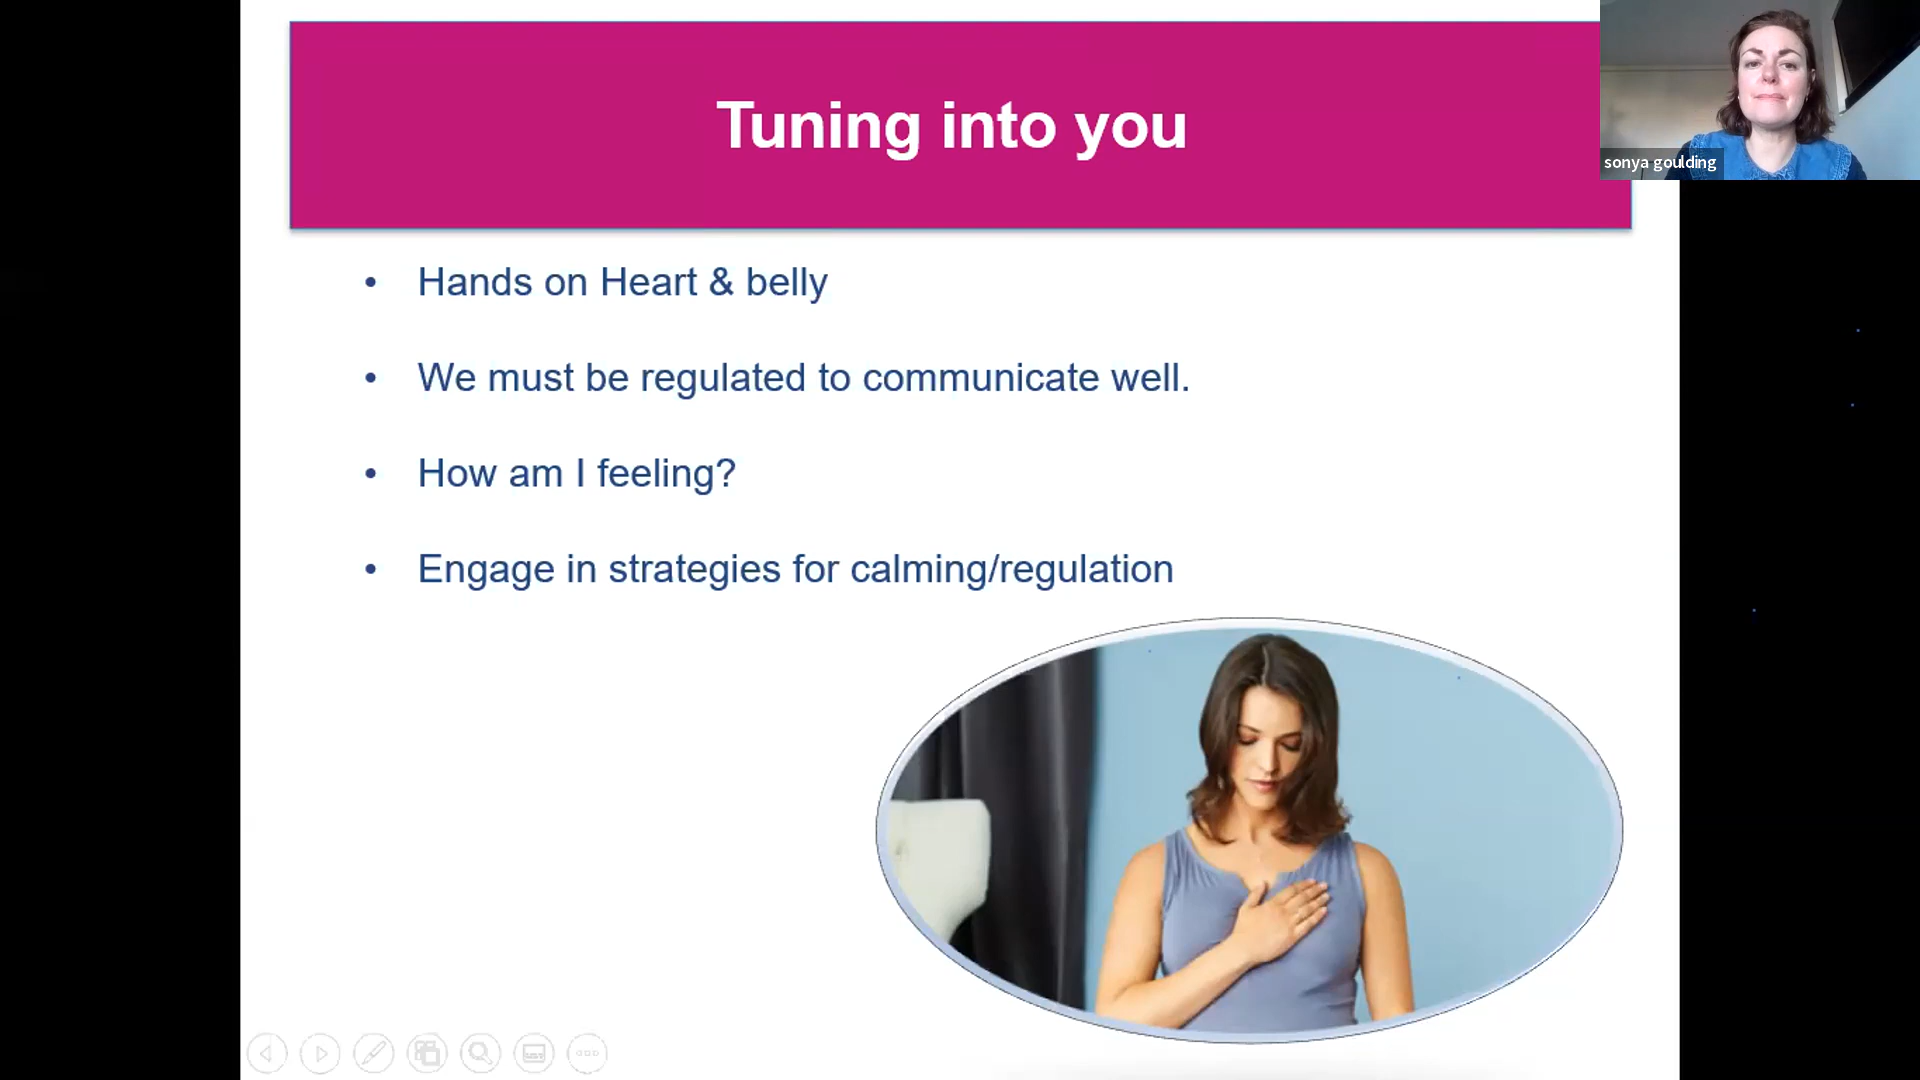 Tuning into you
sonya goulding
• Hands on Heart & belly
• We must be regulated to communicate well.
• How am I feeling?
• Engage in strategies for calming/regulation